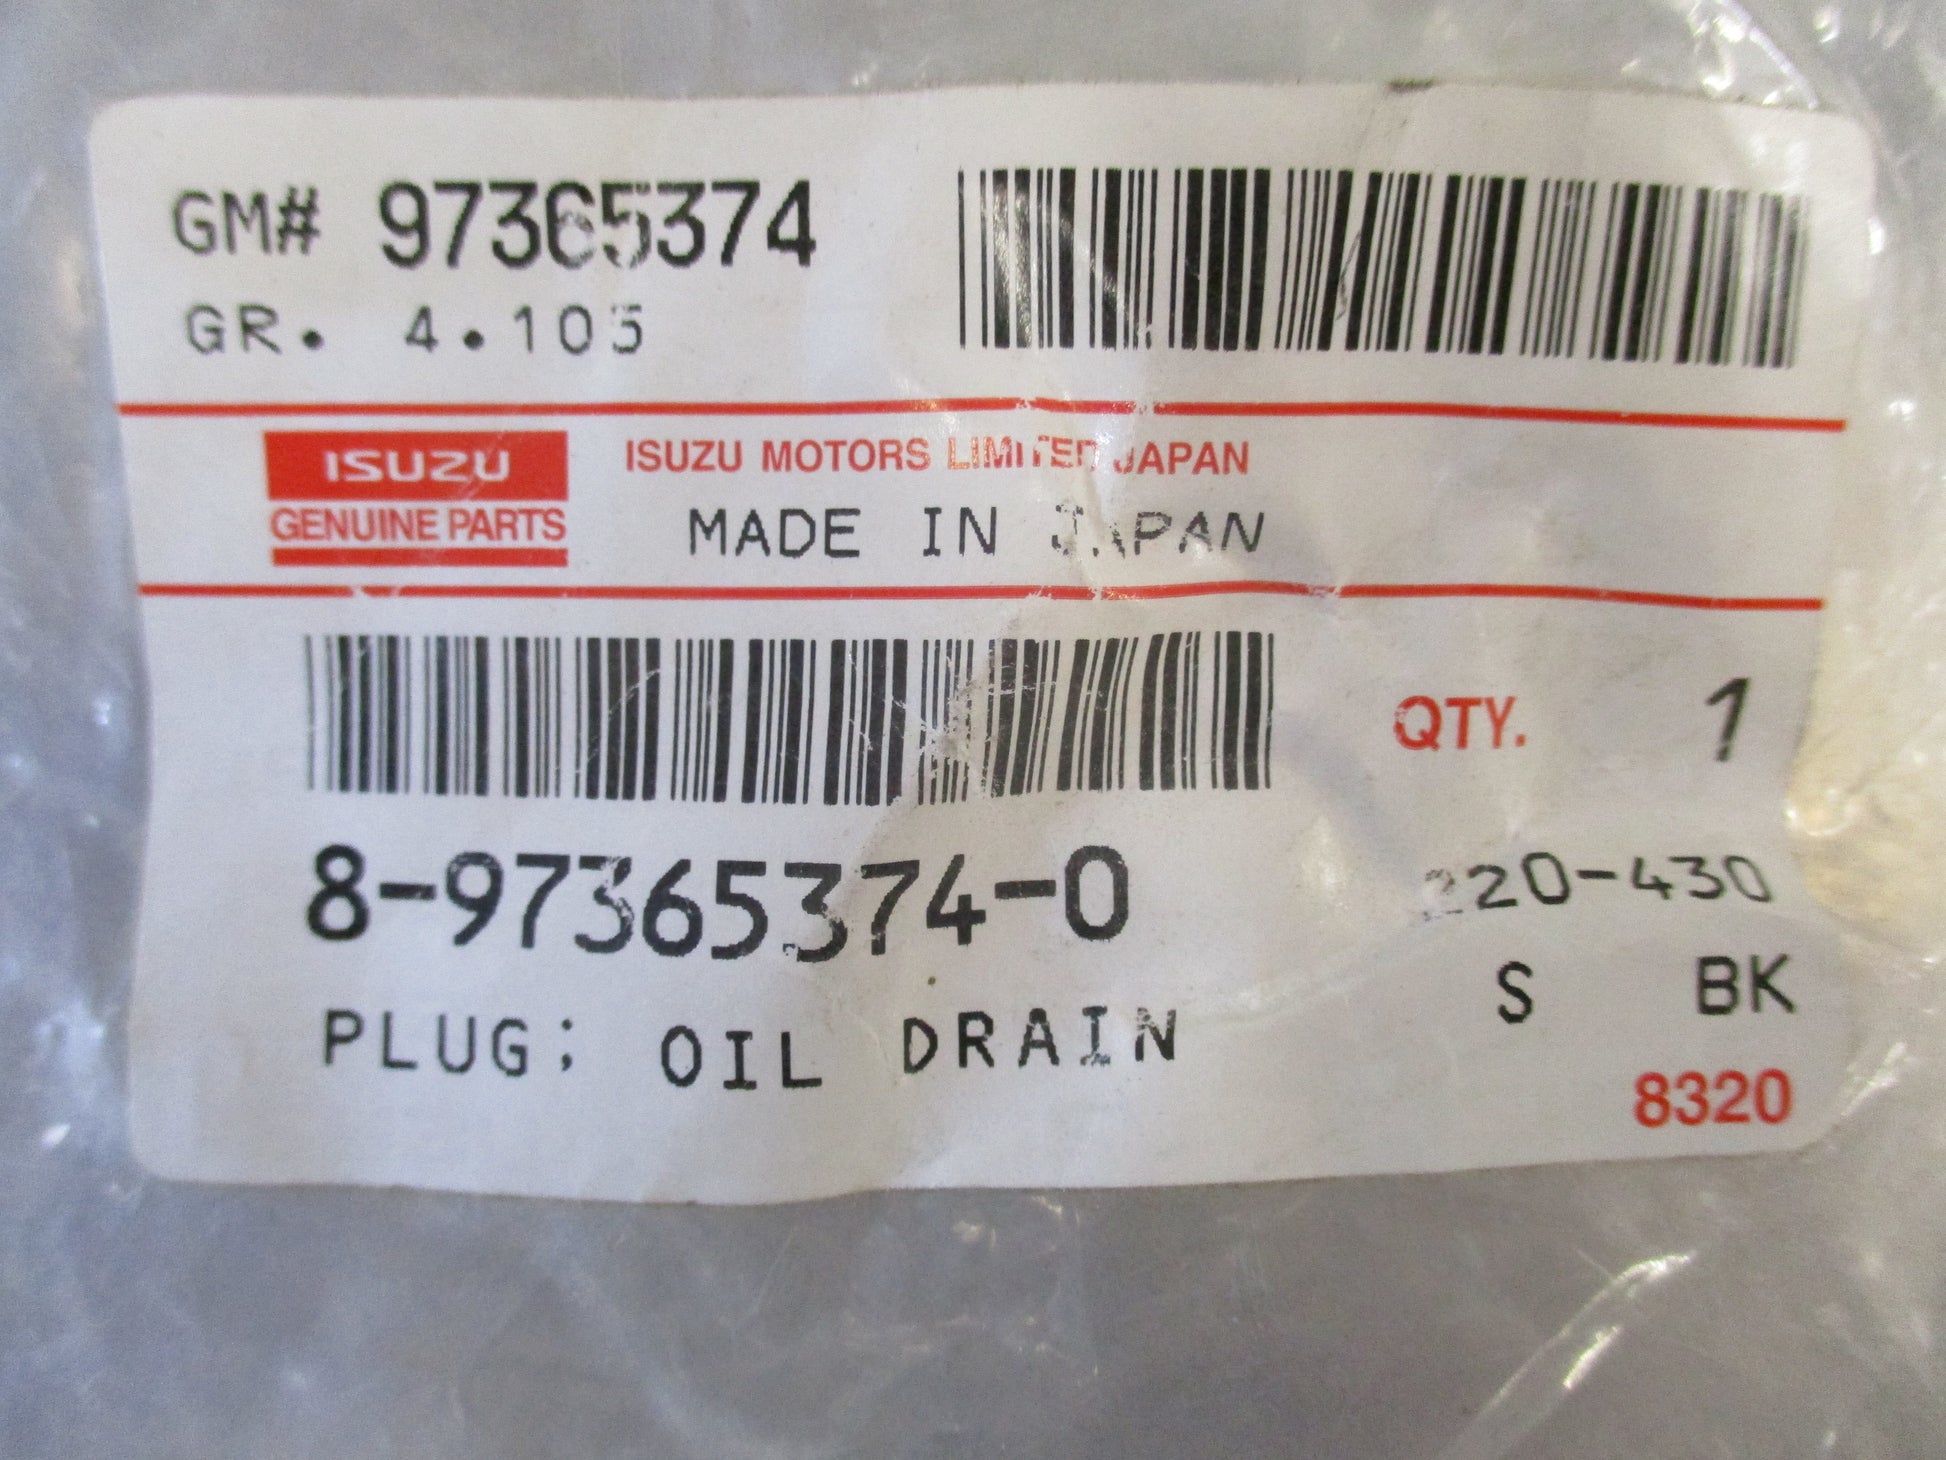 GM# 97365374
GR. 4.105
ISUZU
GENUINE PARTS
ISUZU MOTORS LIMITED JAPAN
MADE IN JAPAN
QTY. 1
8-97365374-0
220-430
S BK
PLUG; OIL DRAIN
8320